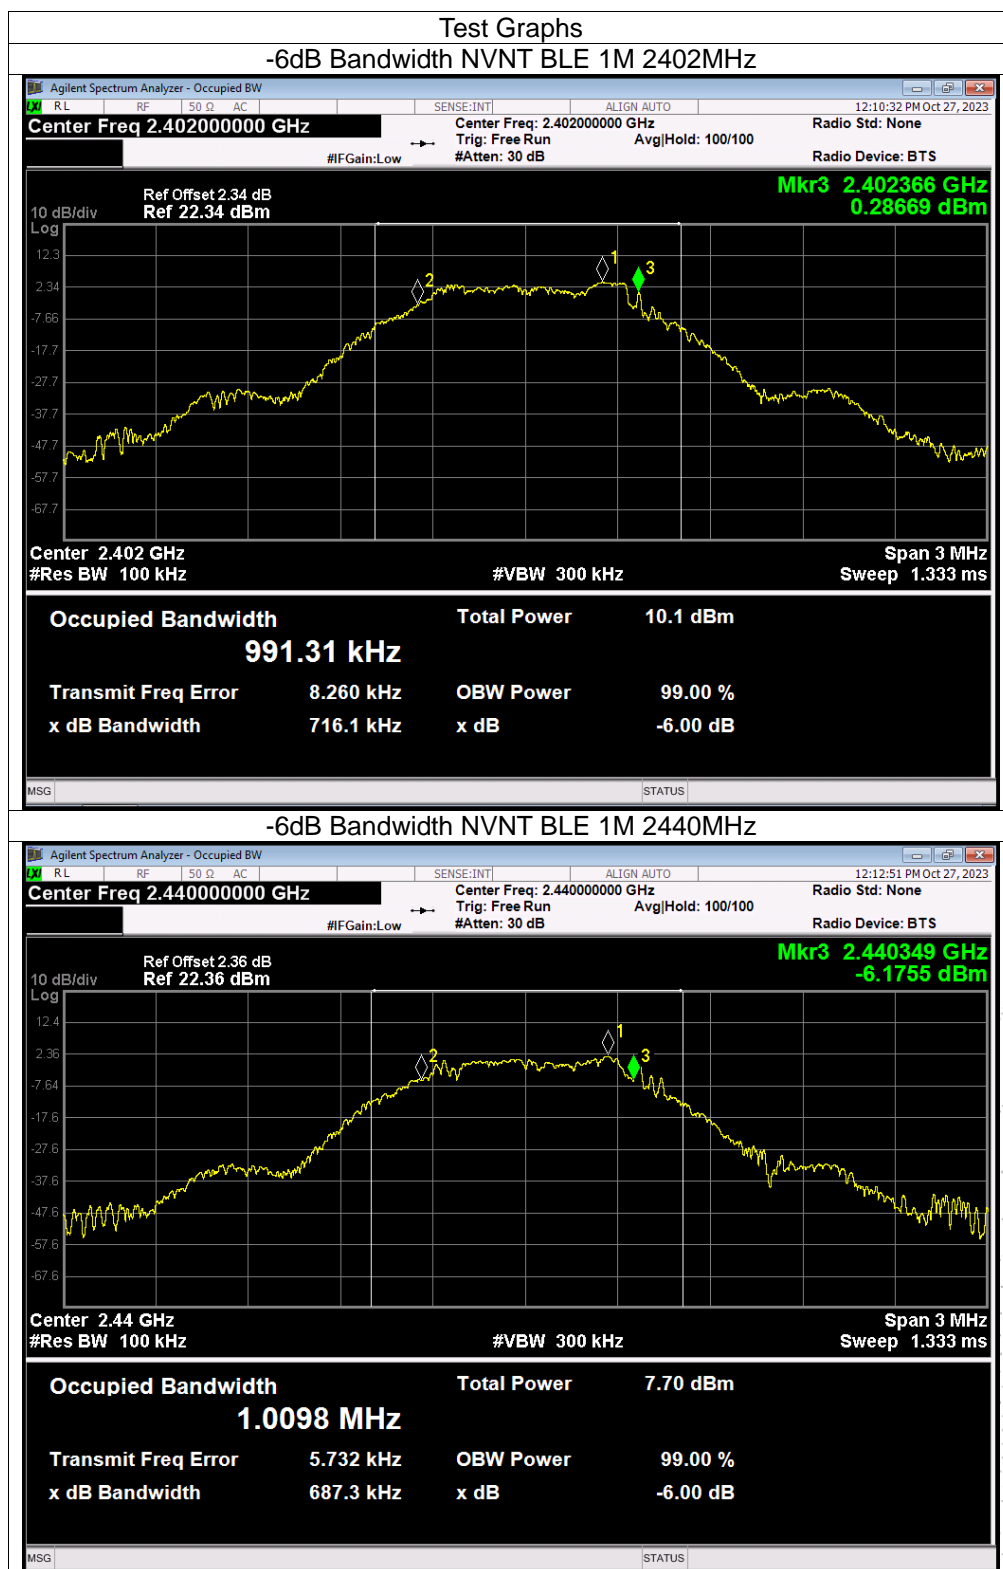 Test Graphs
-6dB Bandwidth NVNT BLE 1M 2402MHz
Agilent Spectrum Analyzer - Occupied BW
LXI RL RF 50 Ω AC SENSE:INT ALIGN AUTO 12:10:32 PM Oct 27, 2023
Center Freq 2.402000000 GHz Center Freq: 2.402000000 GHz Radio Std: None
Trig: Free Run Avg|Hold: 100/100
#IFGain:Low #Atten: 30 dB Radio Device: BTS
Mkr3 2.402366 GHz
Ref Offset 2.34 dB
10 dB/div Ref 22.34 dBm 0.28669 dBm
Log
12.3
2.34
-7.66
-17.7
-27.7
-37.7
-47.7
-57.7
-67.7
1
2
3
Center 2.402 GHz Span 3 MHz
#Res BW 100 kHz #VBW 300 kHz Sweep 1.333 ms
Occupied Bandwidth Total Power 10.1 dBm
991.31 kHz
Transmit Freq Error 8.260 kHz OBW Power 99.00 %
x dB Bandwidth 716.1 kHz x dB -6.00 dB
MSG STATUS
-6dB Bandwidth NVNT BLE 1M 2440MHz
Agilent Spectrum Analyzer - Occupied BW
LXI RL RF 50 Ω AC SENSE:INT ALIGN AUTO 12:12:51 PM Oct 27, 2023
Center Freq 2.440000000 GHz Center Freq: 2.440000000 GHz Radio Std: None
Trig: Free Run Avg|Hold: 100/100
#IFGain:Low #Atten: 30 dB Radio Device: BTS
Mkr3 2.440349 GHz
Ref Offset 2.36 dB
10 dB/div Ref 22.36 dBm -6.1755 dBm
Log
12.4
2.36
-7.64
-17.6
-27.6
-37.6
-47.6
-57.6
-67.6
1
2
3
Center 2.44 GHz Span 3 MHz
#Res BW 100 kHz #VBW 300 kHz Sweep 1.333 ms
Occupied Bandwidth Total Power 7.70 dBm
1.0098 MHz
Transmit Freq Error 5.732 kHz OBW Power 99.00 %
x dB Bandwidth 687.3 kHz x dB -6.00 dB
MSG STATUS